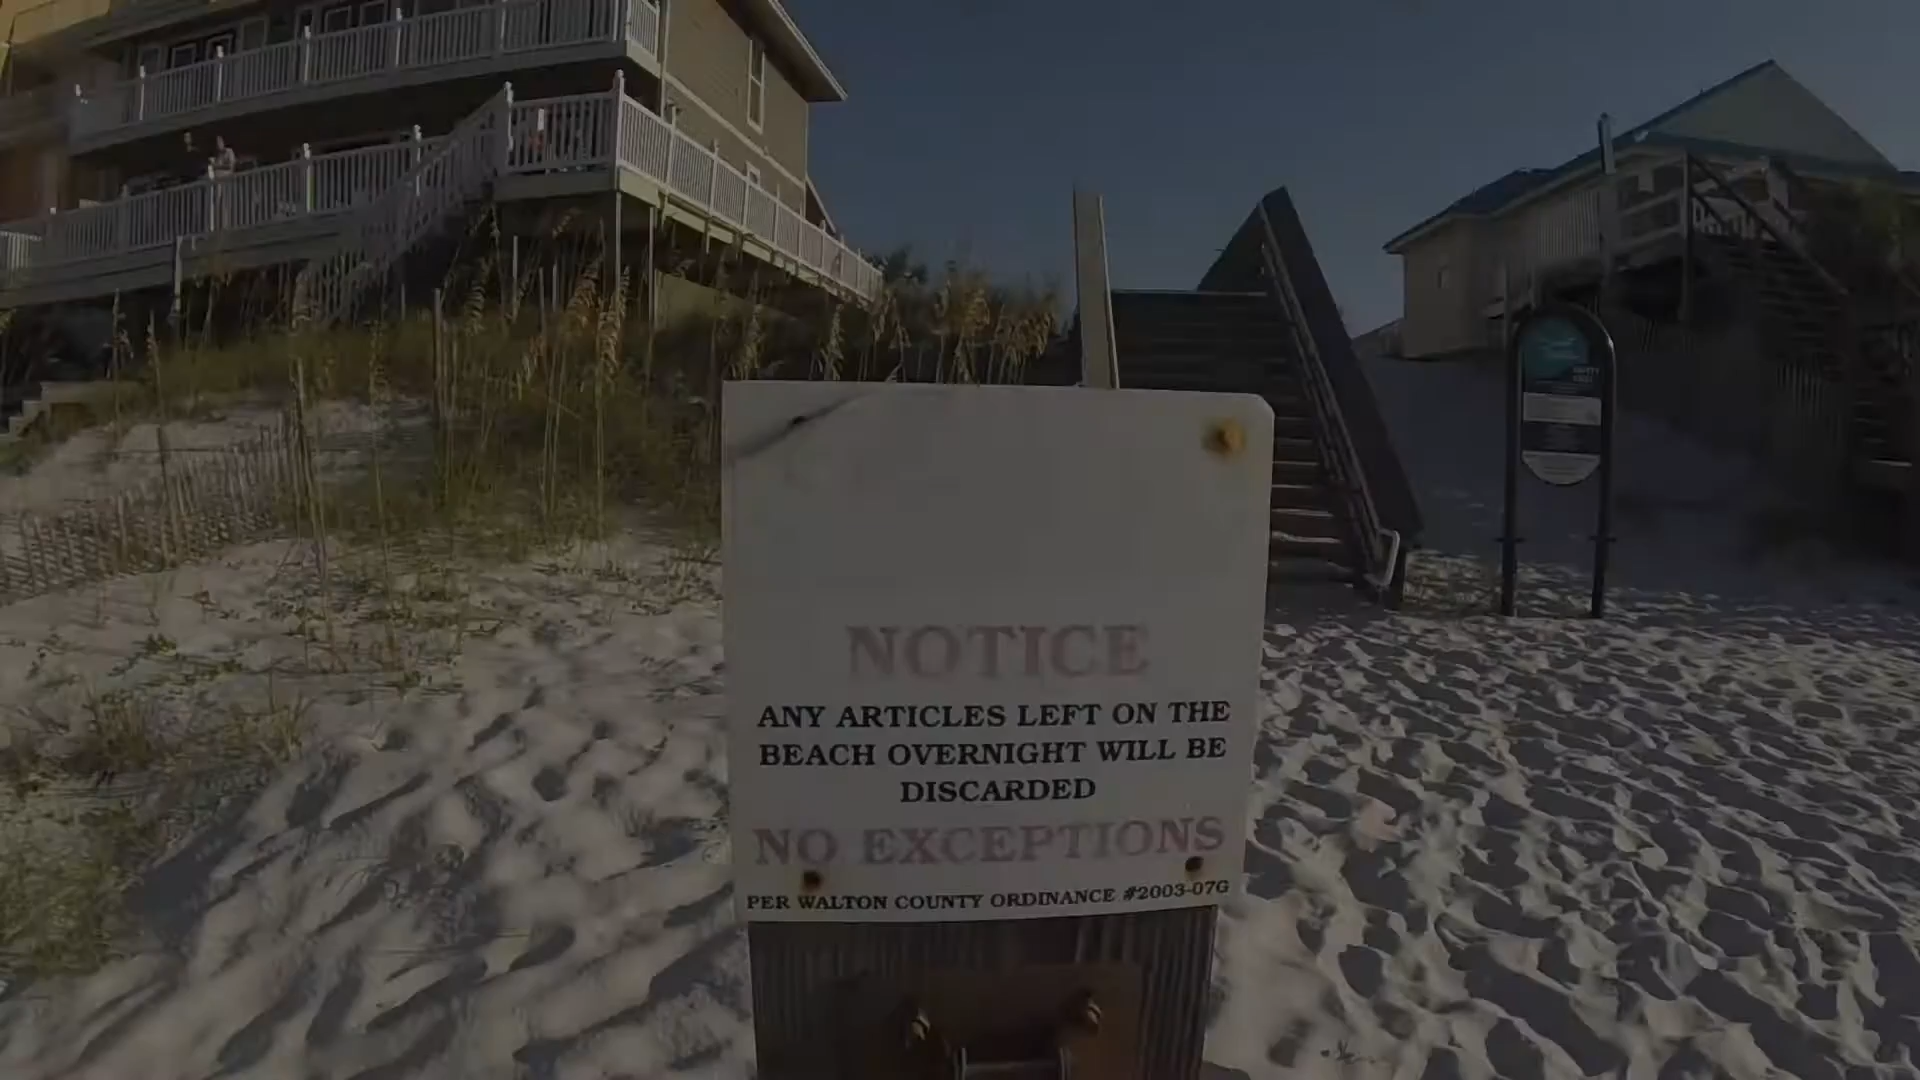 NOTICE
ANY ARTICLES LEFT ON THE
BEACH OVERNIGHT WILL BE
DISCARDED
NO EXCEPTIONS
PER WALTON COUNTY ORDINANCE #2003-07G